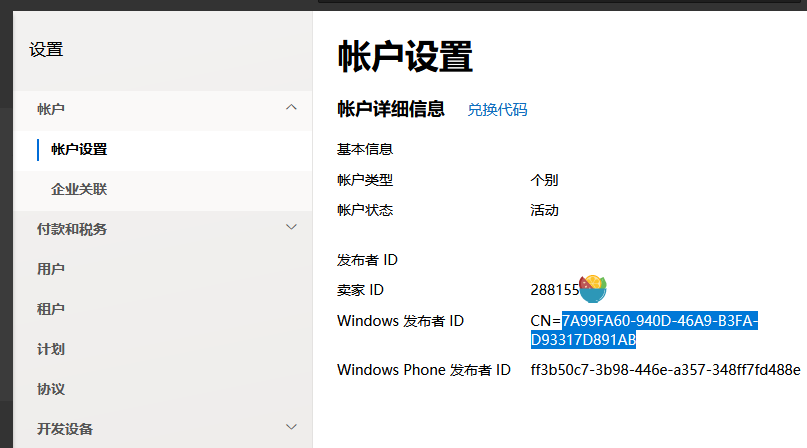 设置
帐户
帐户设置
企业关联
付款和税务
用户
租户
计划
协议
开发设备
帐户设置
帐户详细信息 兑换代码
基本信息
帐户类型 个别
帐户状态 活动
发布者 ID
卖家 ID 288155
Windows 发布者 ID CN=7A99FA60-940D-46A9-B3FA-
D93317D891AB
Windows Phone 发布者 ID ff3b50c7-3b98-446e-a357-348ff7fd488e